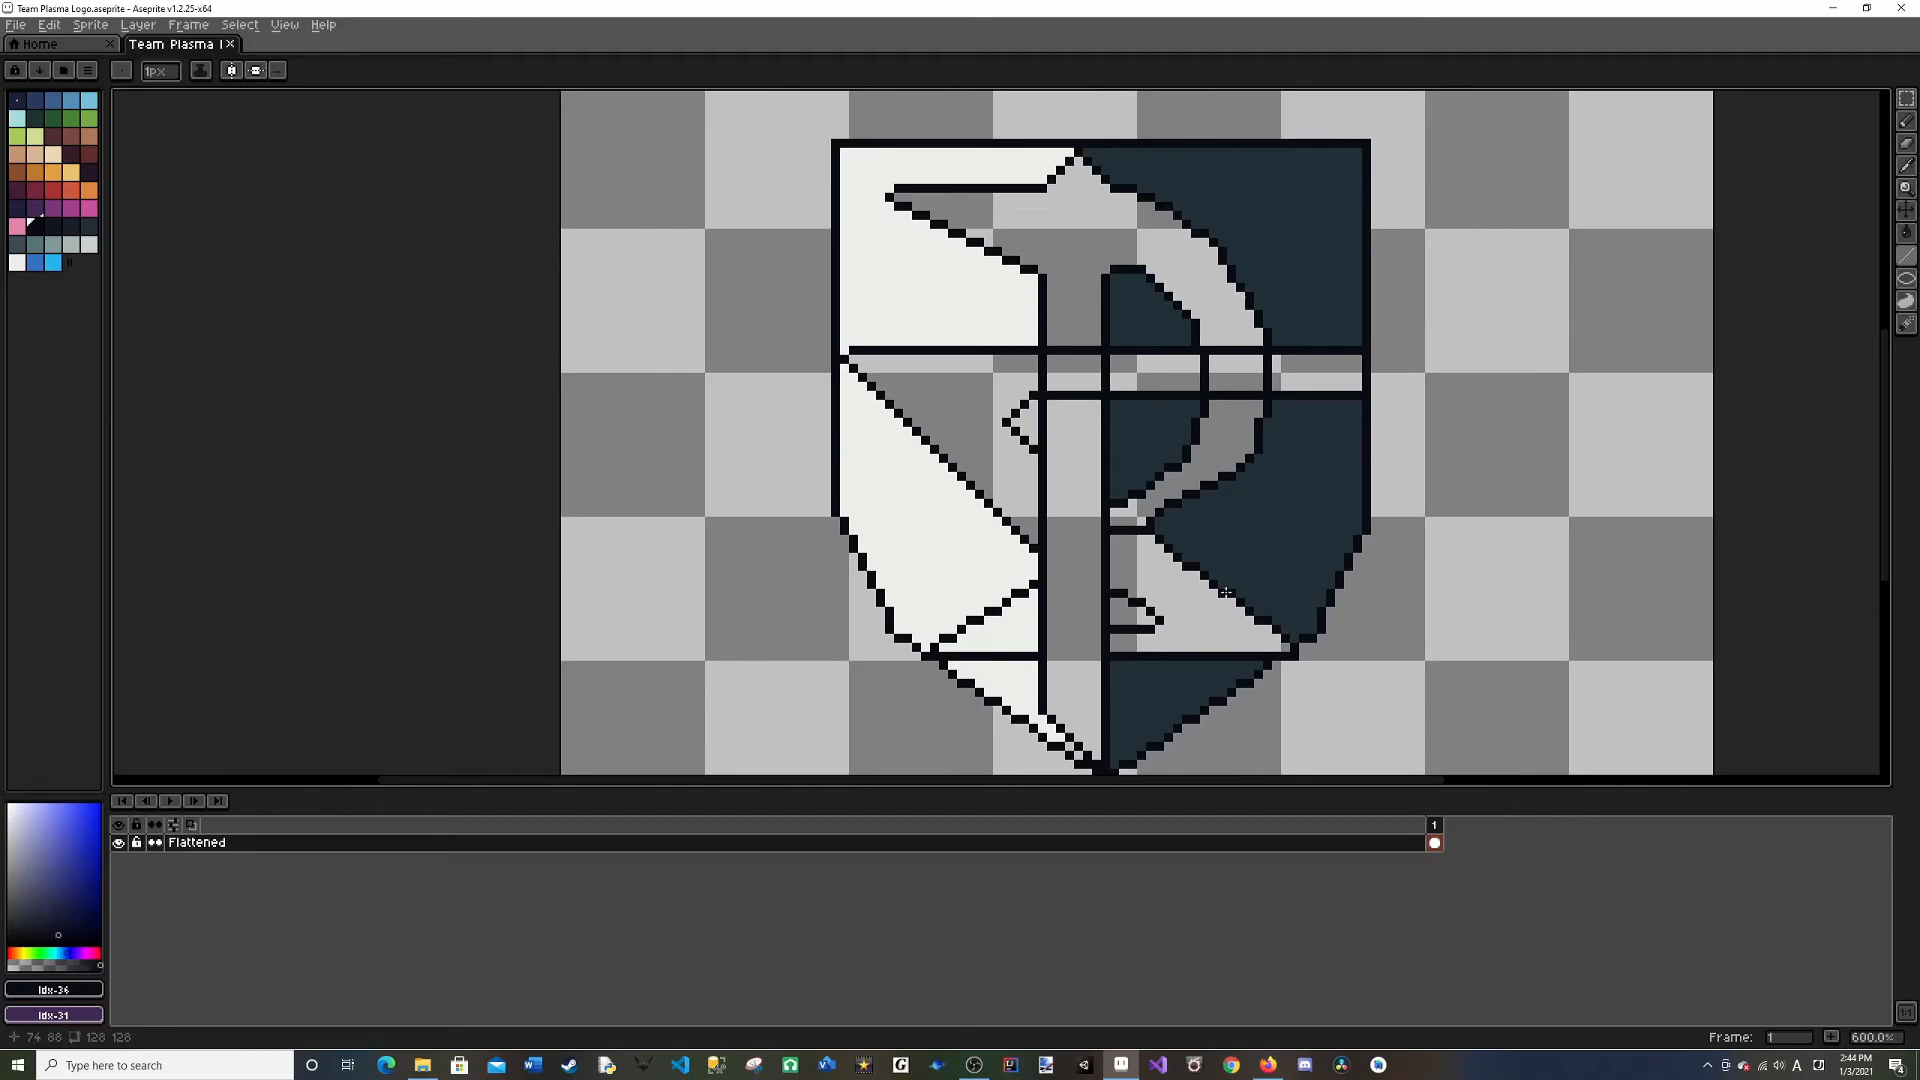 Team Plasma Logo.aseprite - Aseprite v1.2.25-x64
File Edit Sprite Layer Frame Select View Help
Home Team Plasma l
1px
1
Flattened
Idx-36
Idx-31
74 88 128 128 Frame: 1 600.0%
1:1
Type here to search
2:44 PM
1/3/2021